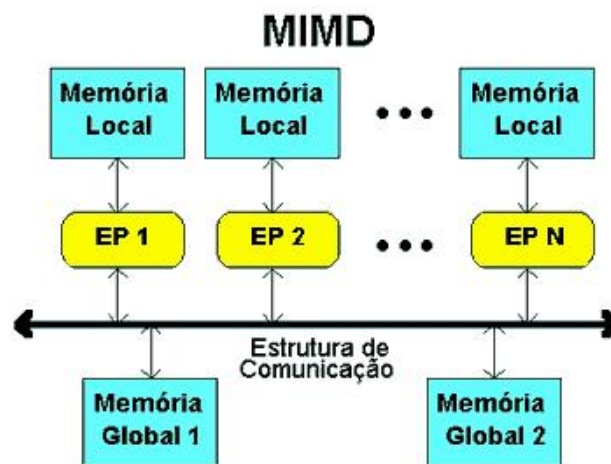 MIMD
Memória
Local
Memória
Local
Memória
Local
EP 1
EP 2
EP N
Estrutura de
Comunicação
Memória
Global 1
Memória
Global 2